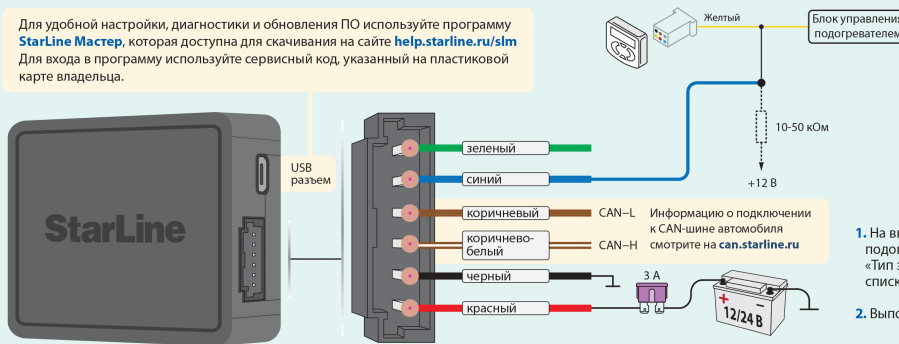 Для удобной настройки, диагностики и обновления ПО используйте программу
StarLine Мастер, которая доступна для скачивания на сайте help.starline.ru/slm
Для входа в программу используйте сервисный код, указанный на пластиковой
карте владельца.
Желтый
Блок управления
подогревателем
10-50 кОм
+12 В
USB
разъем
StarLine
зеленый
синий
коричневый
CAN–L
коричнево-
белый
CAN–H
Информацию о подключении
к CAN-шине автомобиля
смотрите на can.starline.ru
черный
красный
3 А
+ –
12/24 В
1. На вк
подог
«Тип з
списк
2. Выпо